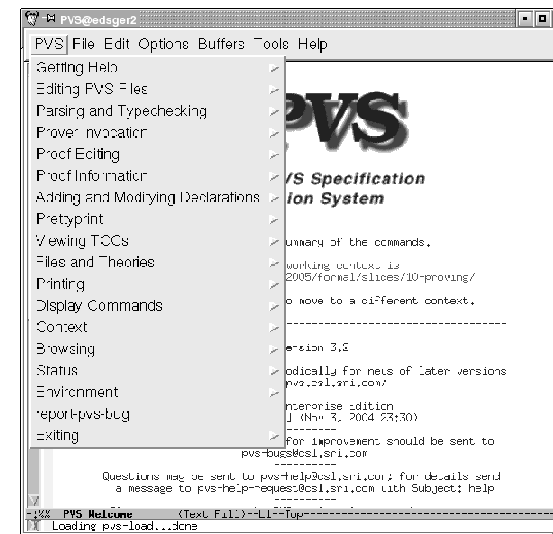 PVS@edsger2
PVS File Edit Options Buffers Tools Help
Getting Help
Editing PVS Files
Parsing and Typechecking
Prover Invocation
Proof Editing
Proof Information
Adding and Modifying Declarations
Prettyprint
Viewing TCCs
Files and Theories
Printing
Display Commands
Context
Browsing
Status
Environment
report-pvs-bug
Exiting
PVS
VS Specification
ion System
ummary of the commands.
working context is
2005/formal/slices/10-proving/
o move to a different context.
ersion 3.2
odically for news of later versions
pvs.csl.sri.com/
nterprise Edition
(Nov 3, 2004 23:30)
for improvement should be sent to
pvs-bugs@csl.sri.com
Questions may be sent to pvs-help@csl.sri.com; for details send
a message to pvs-help-request@csl.sri.com with Subject: help
-:%% PVS Welcome (Text Fill)--L1--Top
Loading pvs-load...done